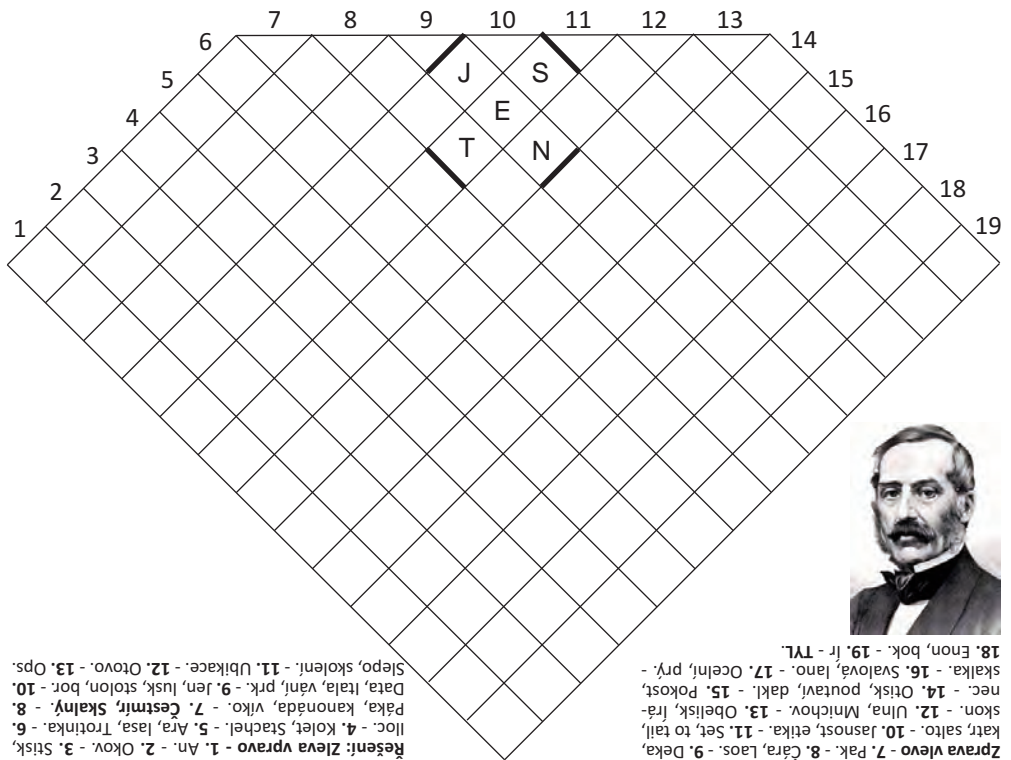 7 8 9 10 11 12 13
6 14
5 15
4 16
3 17
2 18
1 19
J S
E
T N
Řešení: Zleva vpravo - 1. An. - 2. Okov. - 3. Stisk,
lloc. - 4. Kolet, Stachel. - 5. Ara, Iasa, Trotinka. - 6.
Páka, kanonáda, víko. - 7. Čestmír, Skalný. - 8.
Data, Itala, vání, prk. - 9. Jen, lusk, stolon, bor. - 10.
Slepo, školení. - 11. Ubikace. - 12. Otovo. - 13. Ops.
Zprava vlevo - 7. Pak. - 8. Čára, Laos. - 9. Deka,
katr, salto. - 10. Jasnost, etika. - 11. Set, to tail,
skon. - 12. Ulna, Mnichov. - 13. Obelisk, Írá-
nec. - 14. Otisk, poutaví, dakl. - 15. Pokost,
skalka. - 16. Svalová, lano. - 17. Ocelní, prý. -
18. Enon, bok. - 19. Ír - TYL.